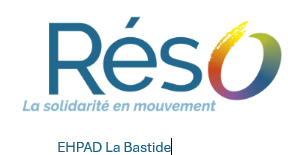 Réso
La solidarité en mouvement
EHPAD La Bastide